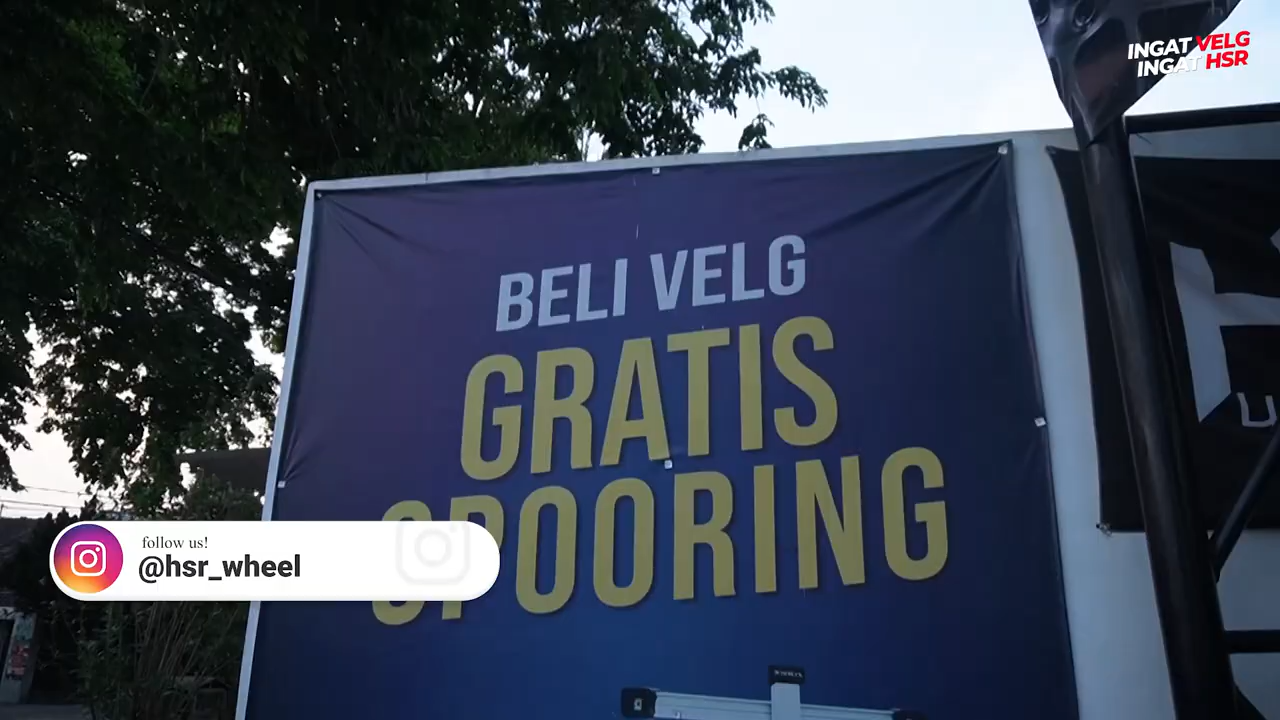 INGAT VELG
INGAT HSR
BELI VELG
GRATIS
SPOORING
follow us!
@hsr_wheel